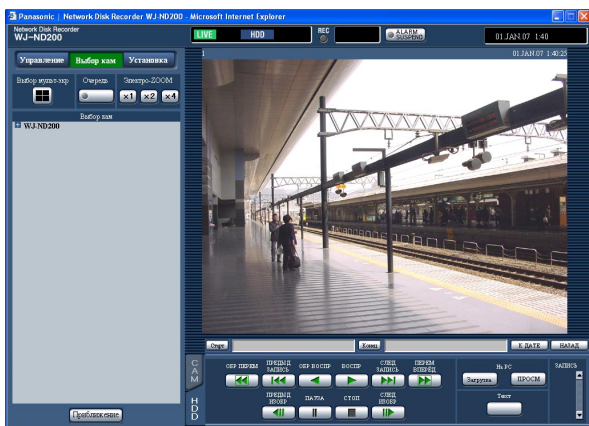 Panasonic | Network Disk Recorder WJ-ND200 - Microsoft Internet Explorer
Network Disk Recorder
WJ-ND200
LIVE HDD REC ALARM SUSPEND 01.JAN.07 1:40
Управление Выбор кам Установка
1 01.JAN.07 1:40:25
Выбор мульт-экр Очередь Электро-ZOOM
x1 x2 x4
Выбор кам
WJ-ND200
Старт Конец К ДАТЕ НАЗАД
CAM
HDD
ОБР ПЕРЕМ ПРЕДЫД ЗАПИСЬ ОБР ВОСПР ВОСПР СЛЕД ЗАПИСЬ ПЕРЕМ ВПЕРЁД
На PC ЗАПИСЬ
Загрузка ПРОСМ
ПРЕДЫД ИЗОБР ПАУЗА СТОП СЛЕД ИЗОБР
Текст
Приближение